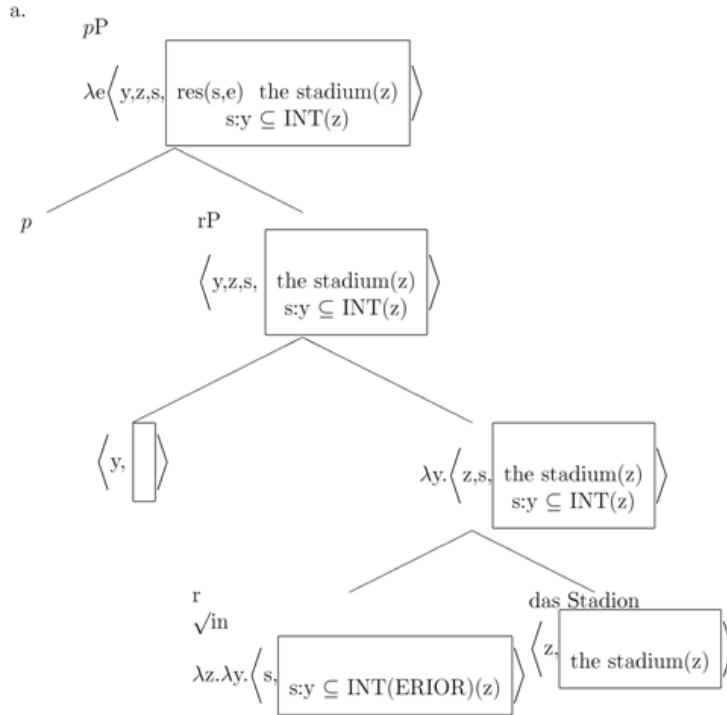 a.
pP
λe⟨y,z,s, res(s,e) the stadium(z)
s:y ⊆ INT(z)⟩
p
rP
⟨y,z,s, the stadium(z)
s:y ⊆ INT(z)⟩
⟨y, ⟩
λy.⟨z,s, the stadium(z)
s:y ⊆ INT(z)⟩
r
√in
λz.λy.⟨s, s:y ⊆ INT(ERIOR)(z)⟩
das Stadion
⟨z, the stadium(z)⟩